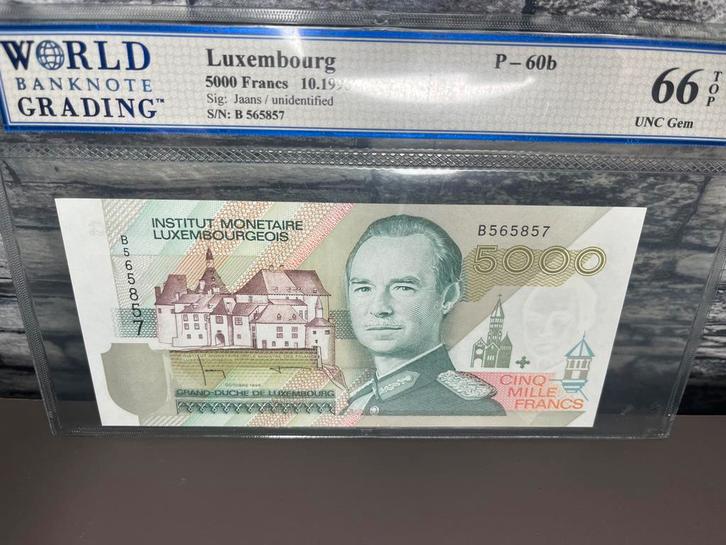 WORLD
BANKNOTE
GRADING™
Luxembourg
5000 Francs
Sig: Jaans / unidentified
S/N: B 565857
P – 60b
66
TOP
UNC Gem
INSTITUT MONETAIRE
LUXEMBOURGEOIS
B565857
B565857
5000
CINQ
MILLE
FRANCS
GRAND-DUCHE DE LUXEMBOURG